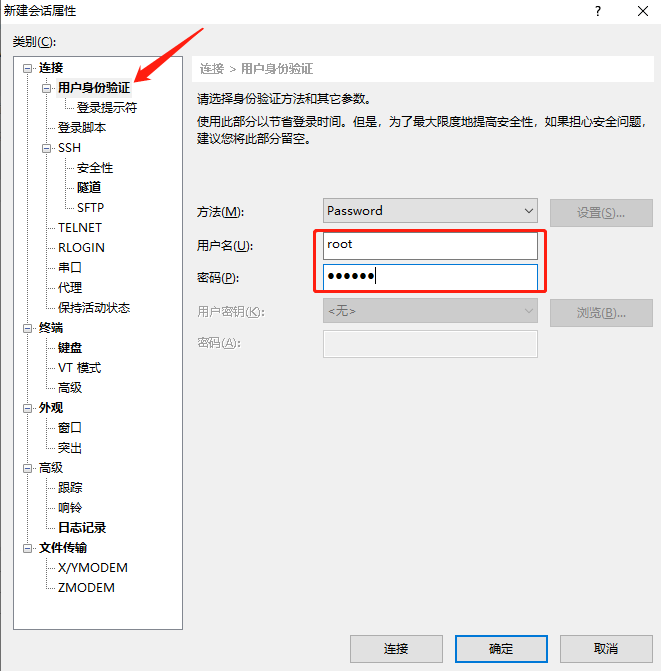 新建会话属性
?
类别(C):
连接
用户身份验证
登录提示符
登录脚本
SSH
安全性
隧道
SFTP
TELNET
RLOGIN
串口
代理
保持活动状态
终端
键盘
VT 模式
高级
外观
窗口
突出
高级
跟踪
响铃
日志记录
文件传输
X/YMODEM
ZMODEM
连接 > 用户身份验证
请选择身份验证方法和其它参数。
使用此部分以节省登录时间。但是，为了最大限度地提高安全性，如果担心安全问题，
建议您将此部分留空。
方法(M):
Password
设置(S)...
用户名(U):
root
密码(P):
●●●●●●
用户密钥(K):
<无>
浏览(B)...
密码(A):
连接
确定
取消